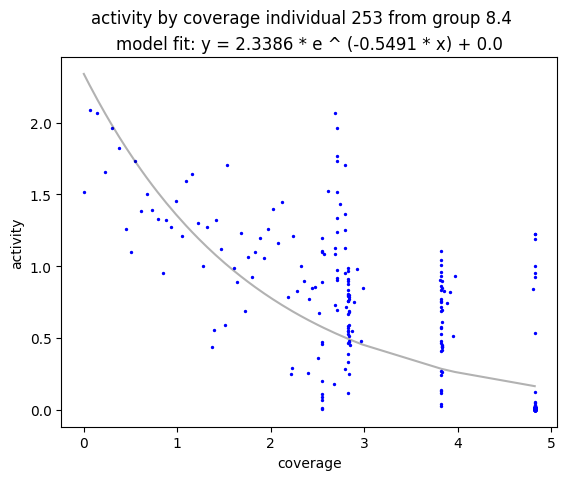 activity by coverage individual 253 from group 8.4
model fit: y = 2.3386 * e ^ (-0.5491 * x) + 0.0
2.0
1.5
1.0
0.5
0.0
activity
0 1 2 3 4 5
coverage